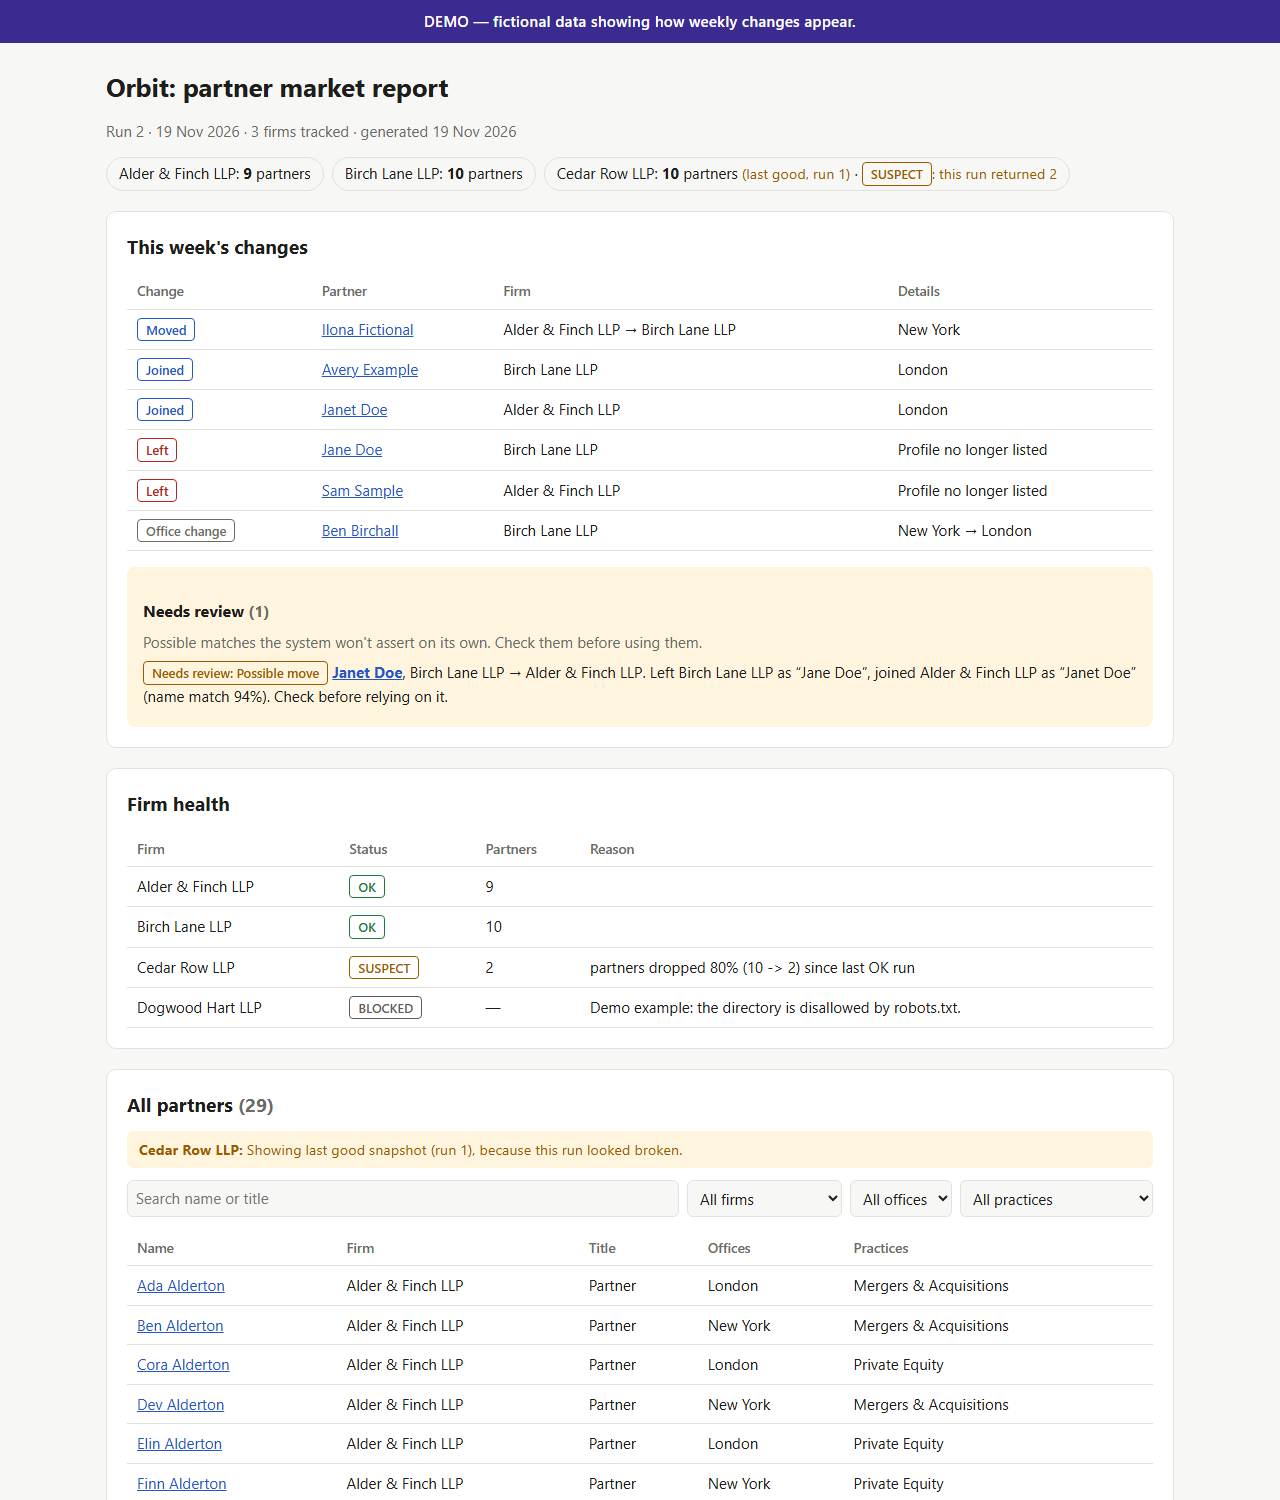 DEMO — fictional data showing how weekly changes appear.
Orbit: partner market report
Run 2 · 19 Nov 2026 · 3 firms tracked · generated 19 Nov 2026
Alder & Finch LLP: 9 partners
Birch Lane LLP: 10 partners
Cedar Row LLP: 10 partners (last good, run 1) · SUSPECT: this run returned 2
This week's changes
Change Partner Firm Details
Moved Ilona Fictional Alder & Finch LLP → Birch Lane LLP New York
Joined Avery Example Birch Lane LLP London
Joined Janet Doe Alder & Finch LLP London
Left Jane Doe Birch Lane LLP Profile no longer listed
Left Sam Sample Alder & Finch LLP Profile no longer listed
Office change Ben Birchall Birch Lane LLP New York → London
Needs review (1)
Possible matches the system won't assert on its own. Check them before using them.
Needs review: Possible move Janet Doe, Birch Lane LLP → Alder & Finch LLP. Left Birch Lane LLP as “Jane Doe”, joined Alder & Finch LLP as “Janet Doe”
(name match 94%). Check before relying on it.
Firm health
Firm Status Partners Reason
Alder & Finch LLP OK 9
Birch Lane LLP OK 10
Cedar Row LLP SUSPECT 2 partners dropped 80% (10 -> 2) since last OK run
Dogwood Hart LLP BLOCKED — Demo example: the directory is disallowed by robots.txt.
All partners (29)
Cedar Row LLP: Showing last good snapshot (run 1), because this run looked broken.
Search name or title All firms All offices All practices
Name Firm Title Offices Practices
Ada Alderton Alder & Finch LLP Partner London Mergers & Acquisitions
Ben Alderton Alder & Finch LLP Partner New York Mergers & Acquisitions
Cora Alderton Alder & Finch LLP Partner London Private Equity
Dev Alderton Alder & Finch LLP Partner New York Mergers & Acquisitions
Elin Alderton Alder & Finch LLP Partner London Private Equity
Finn Alderton Alder & Finch LLP Partner New York Private Equity